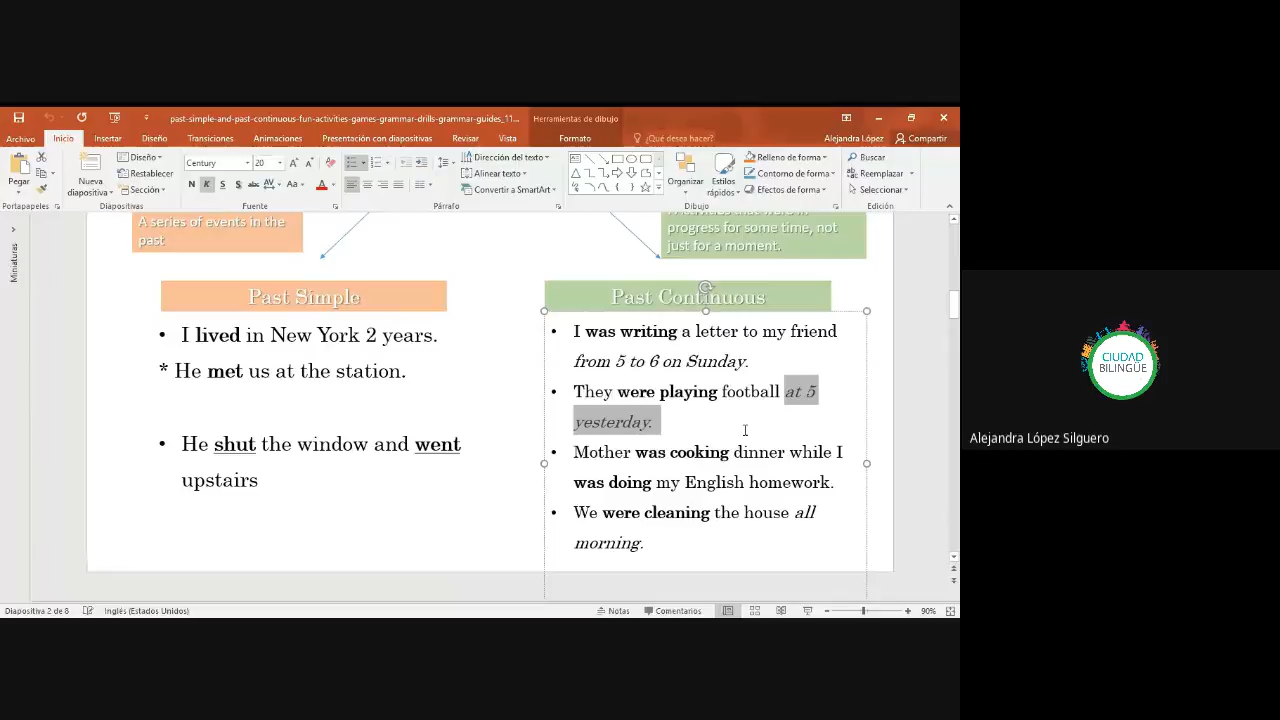 past-simple-and-past-continuous-fun-activities-games-grammar-drills-grammar-guides_11...
Herramientas de dibujo
Archivo Inicio Insertar Diseño Transiciones Animaciones Presentación con diapositivas Revisar Vista Formato ¿Qué desea hacer? Alejandra López Compartir
Pegar
Nueva diapositiva
Diseño
Restablecer
Sección
Century 20
N K S S abc AV Aa A
Dirección del texto
Alinear texto
Convertir a SmartArt
Organizar
Estilos rápidos
Relleno de forma
Contorno de forma
Efectos de forma
Buscar
Reemplazar
Seleccionar
Portapapeles Diapositivas Fuente Párrafo Dibujo Edición
Miniaturas
A series of events in the
past
progress for some time, not
just for a moment.
Past Simple
• I lived in New York 2 years.
* He met us at the station.
• He shut the window and went
upstairs
Past Continuous
• I was writing a letter to my friend
from 5 to 6 on Sunday.
• They were playing football at 5
yesterday.
• Mother was cooking dinner while I
was doing my English homework.
• We were cleaning the house all
morning.
Diapositiva 2 de 8 Inglés (Estados Unidos) Notas Comentarios 90%
CIUDAD
BILINGÜE
Alejandra López Silguero